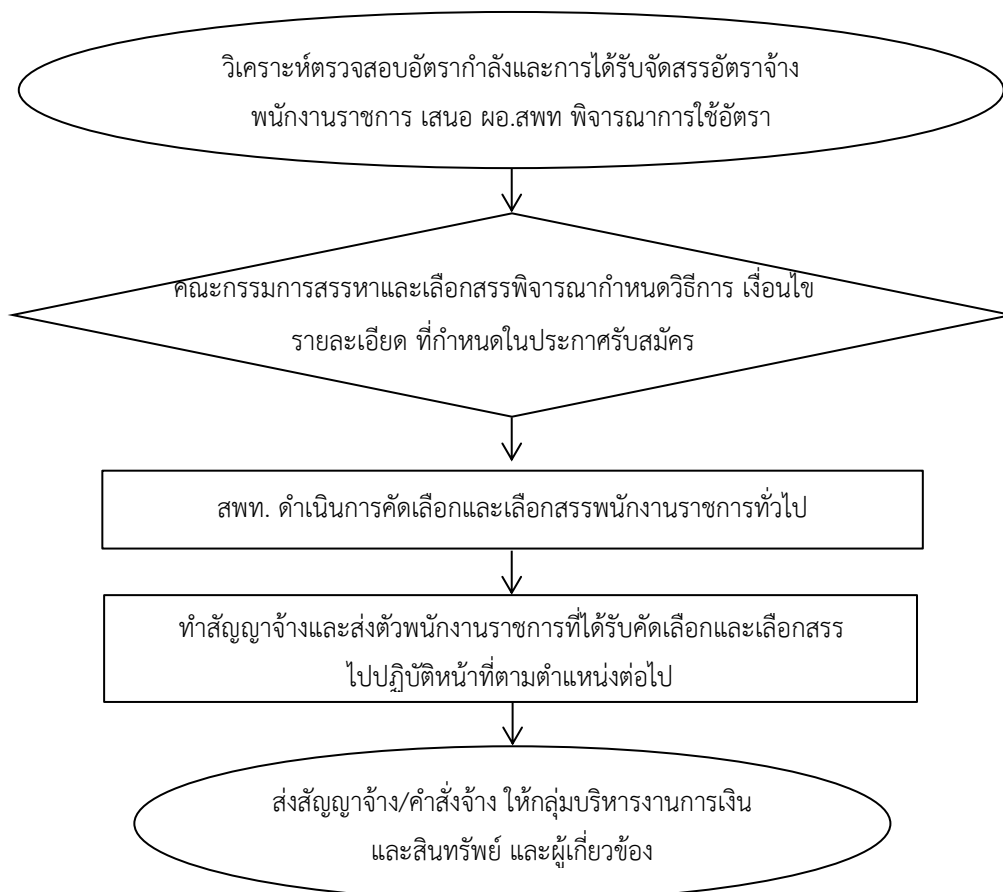 วิเคราะห์ตรวจสอบอัตรากำลังและการได้รับจัดสรรอัตราจ้าง
พนักงานราชการ เสนอ ผอ.สพท พิจารณาการใช้อัตรา
คณะกรรมการสรรหาและเลือกสรรพิจารณากำหนดวิธีการ เงื่อนไข
รายละเอียด ที่กำหนดในประกาศรับสมัคร
สพท. ดำเนินการคัดเลือกและเลือกสรรพนักงานราชการทั่วไป
ทำสัญญาจ้างและส่งตัวพนักงานราชการที่ได้รับคัดเลือกและเลือกสรร
ไปปฏิบัติหน้าที่ตามตำแหน่งต่อไป
ส่งสัญญาจ้าง/คำสั่งจ้าง ให้กลุ่มบริหารงานการเงิน
และสินทรัพย์ และผู้เกี่ยวข้อง